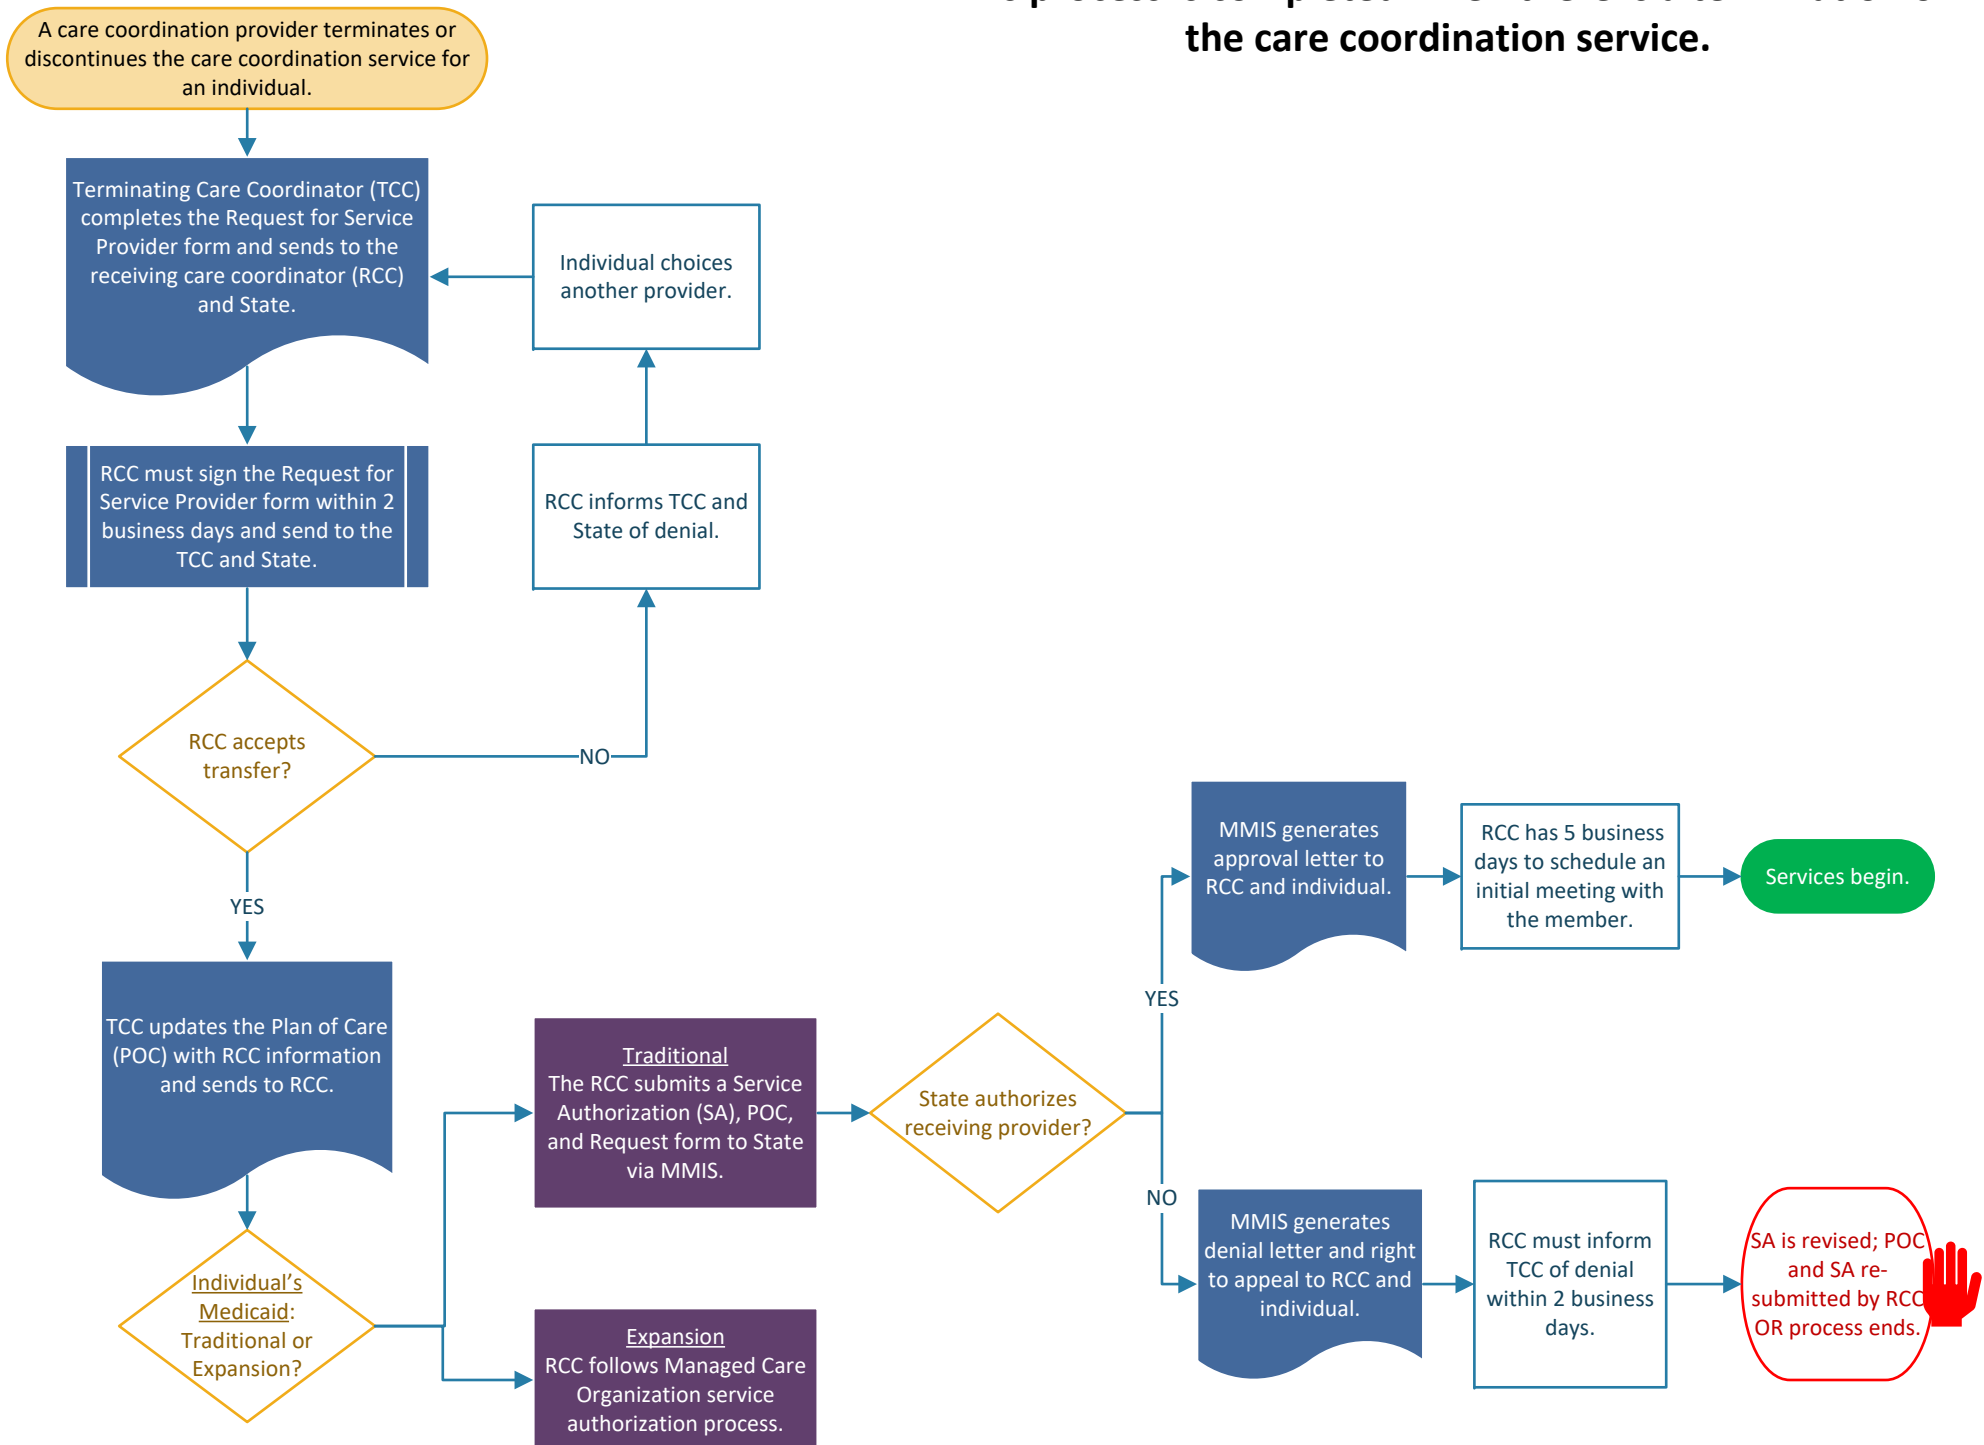 the care coordination service.
A care coordination provider terminates or
discontinues the care coordination service for
an individual.
Terminating Care Coordinator (TCC)
completes the Request for Service
Provider form and sends to the
receiving care coordinator (RCC)
and State.
Individual choices
another provider.
RCC must sign the Request for
Service Provider form within 2
business days and send to the
TCC and State.
RCC informs TCC and
State of denial.
RCC accepts
transfer?
NO
YES
TCC updates the Plan of Care
(POC) with RCC information
and sends to RCC.
Individual’s
Medicaid:
Traditional or
Expansion?
Traditional
The RCC submits a Service
Authorization (SA), POC,
and Request form to State
via MMIS.
Expansion
RCC follows Managed Care
Organization service
authorization process.
State authorizes
receiving provider?
YES
MMIS generates
approval letter to
RCC and individual.
RCC has 5 business
days to schedule an
initial meeting with
the member.
Services begin.
NO
MMIS generates
denial letter and right
to appeal to RCC and
individual.
RCC must inform
TCC of denial
within 2 business
days.
SA is revised; POC
and SA re-
submitted by RCC
OR process ends.